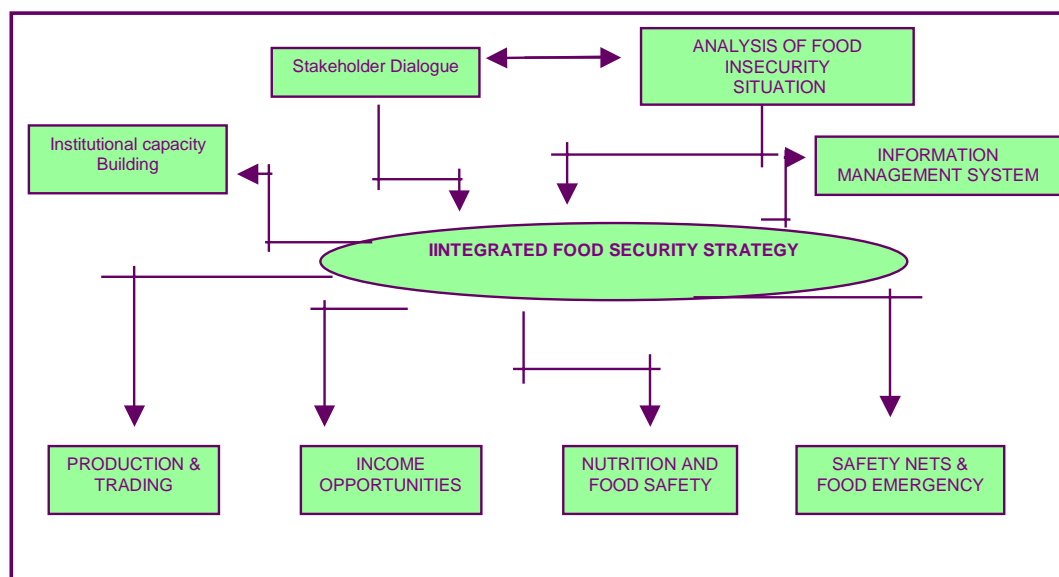 Stakeholder Dialogue
ANALYSIS OF FOOD
INSECURITY
SITUATION
Institutional capacity
Building
INFORMATION
MANAGEMENT SYSTEM
IINTEGRATED FOOD SECURITY STRATEGY
PRODUCTION &
TRADING
INCOME
OPPORTUNITIES
NUTRITION AND
FOOD SAFETY
SAFETY NETS &
FOOD EMERGENCY